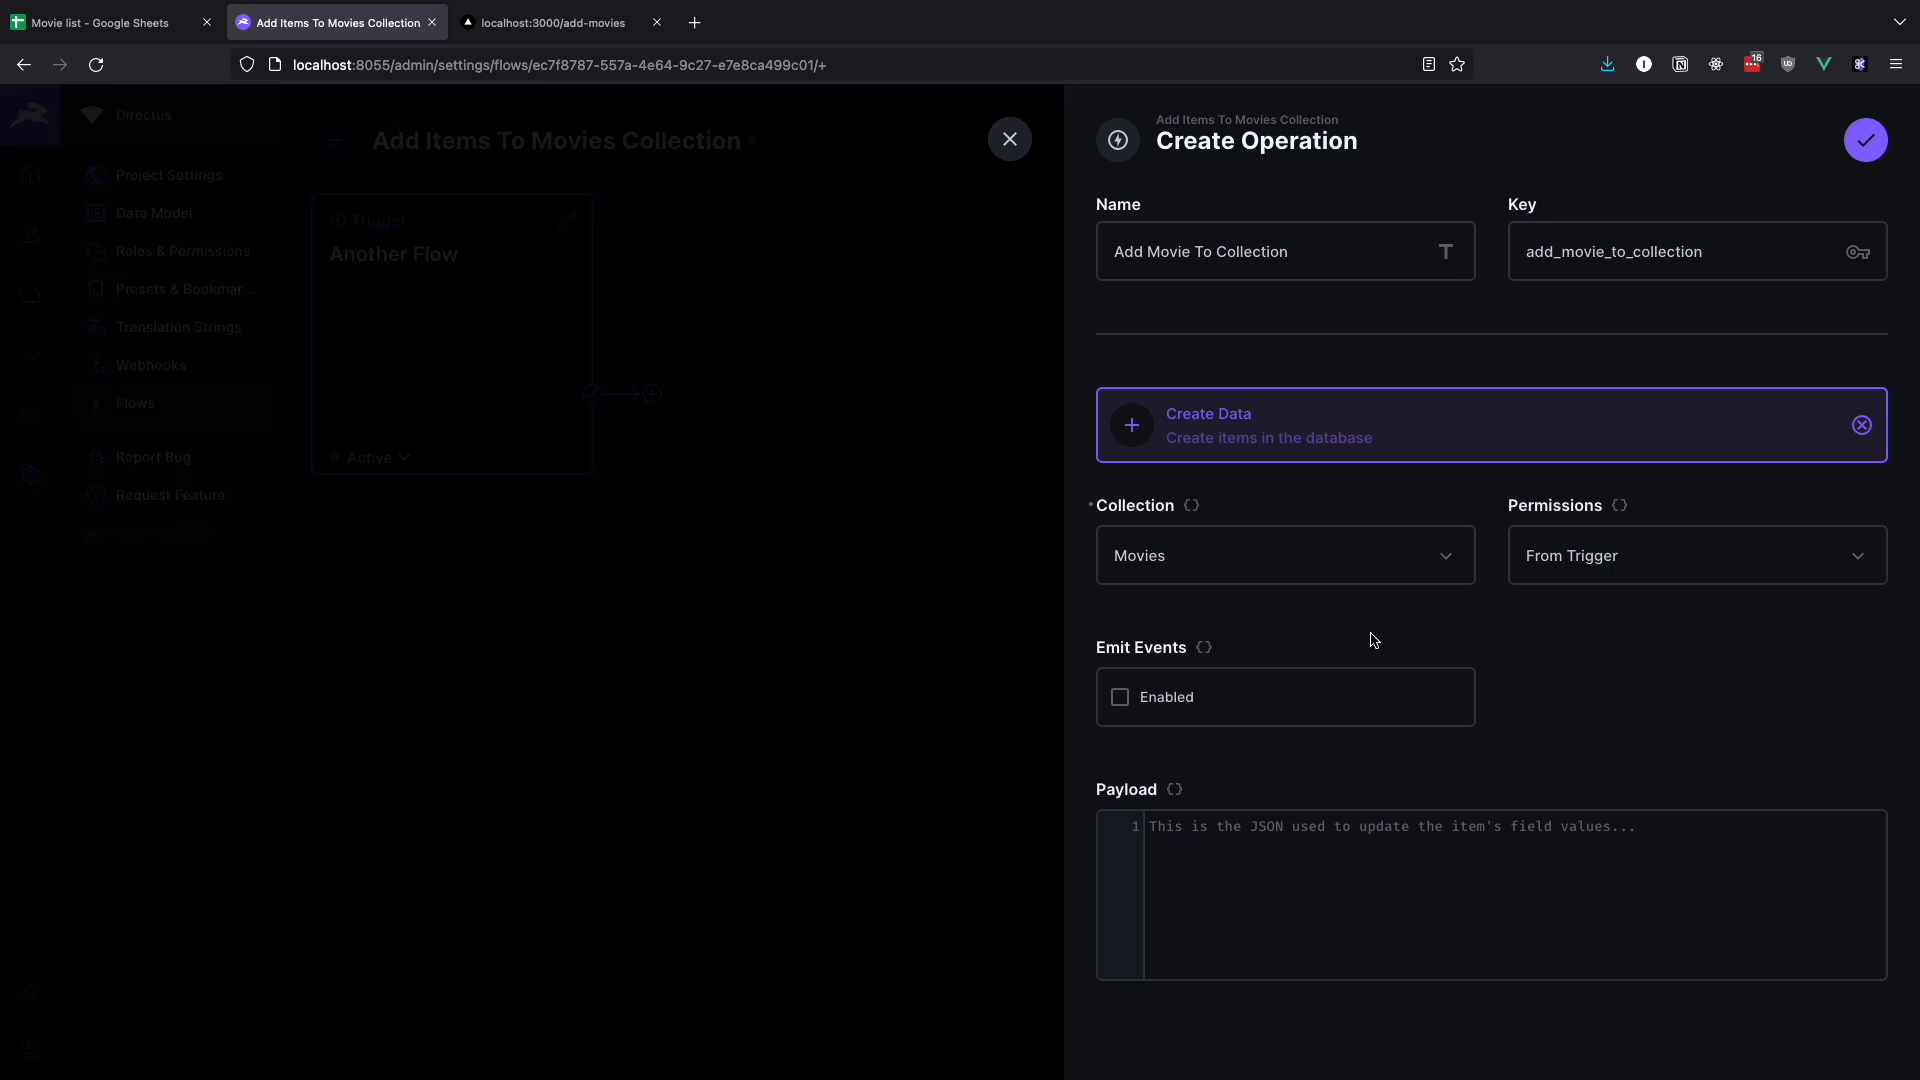 Movie list - Google Sheets
Add Items To Movies Collection
localhost:3000/add-movies
localhost:8055/admin/settings/flows/ec7f8787-557a-4e64-9c27-e7e8ca499c01/+
16
Directus
Project Settings
Data Model
Roles & Permissions
Presets & Bookmar...
Translation Strings
Webhooks
Flows
Report Bug
Request Feature
Add Items To Movies Collection
Trigger
Another Flow
Active
Add Items To Movies Collection
Create Operation
Name
Key
Add Movie To Collection
add_movie_to_collection
Create Data
Create items in the database
Collection
Permissions
Movies
From Trigger
Emit Events
Enabled
Payload
1 This is the JSON used to update the item's field values...